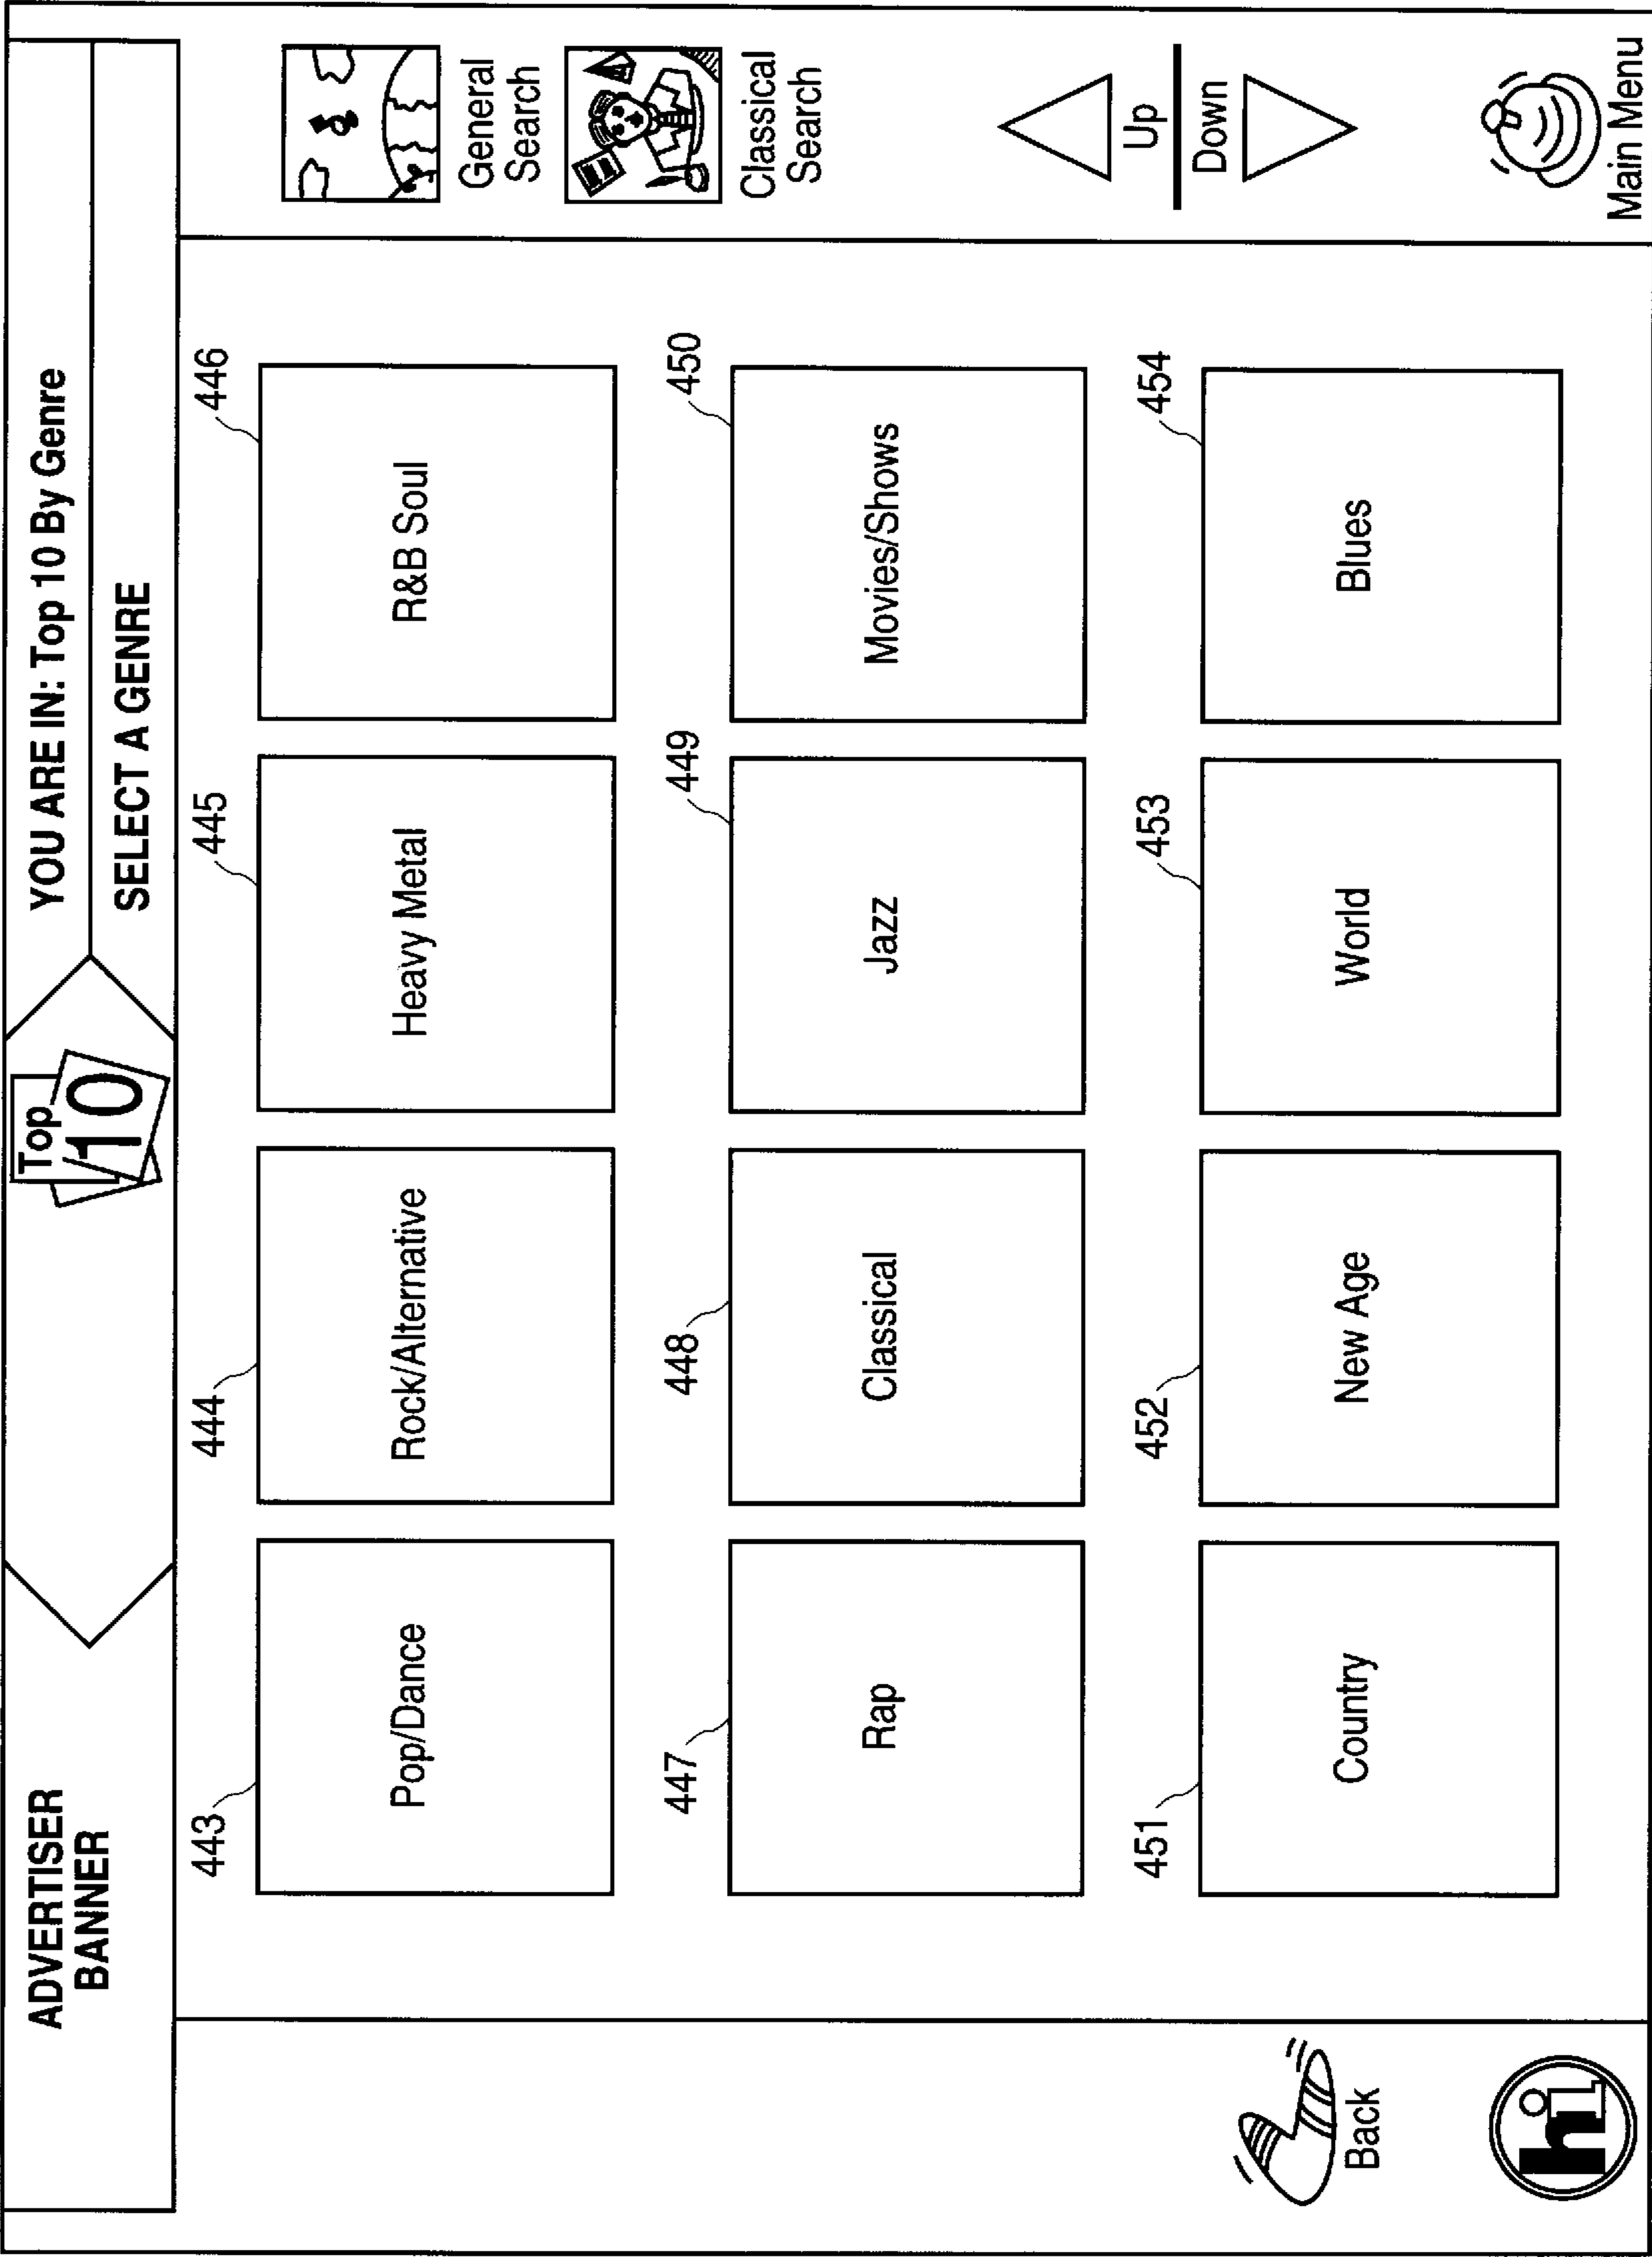 ADVERTISER
BANNER
Top
10
YOU ARE IN: Top 10 By Genre
SELECT A GENRE
443
444
445
446
Pop/Dance
Rock/Alternative
Heavy Metal
R&B Soul
447
448
449
450
Rap
Classical
Jazz
Movies/Shows
451
452
453
454
Country
New Age
World
Blues
Back
hi
General
Search
Classical
Search
Up
Down
Main Menu